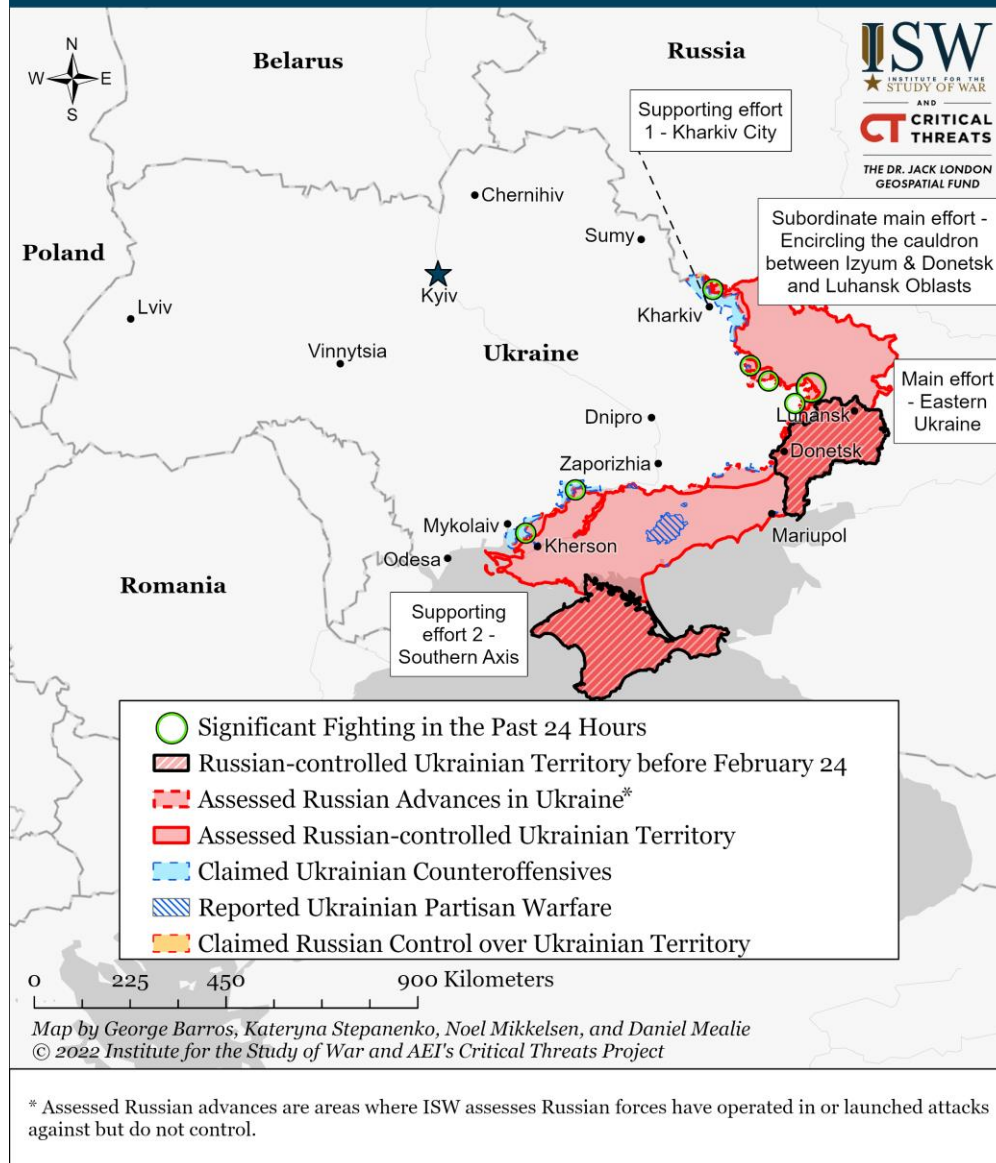 N
W
E
S
Belarus
Russia
ISW
INSTITUTE FOR THE
STUDY OF WAR
AND
CT CRITICAL
THREATS
THE DR. JACK LONDON
GEOSPATIAL FUND
Supporting effort
1 - Kharkiv City
Chernihiv
Subordinate main effort -
Encircling the cauldron
between Izyum & Donetsk
and Luhansk Oblasts
Sumy
Poland
Kyiv
Lviv
Kharkiv
Vinnytsia
Ukraine
Main effort
- Eastern
Ukraine
Dnipro
Luhansk
Donetsk
Zaporizhia
Mykolaiv
Mariupol
Kherson
Odesa
Romania
Supporting
effort 2 -
Southern Axis
Significant Fighting in the Past 24 Hours
Russian-controlled Ukrainian Territory before February 24
Assessed Russian Advances in Ukraine*
Assessed Russian-controlled Ukrainian Territory
Claimed Ukrainian Counteroffensives
Reported Ukrainian Partisan Warfare
Claimed Russian Control over Ukrainian Territory
0 225 450 900 Kilometers
Map by George Barros, Kateryna Stepanenko, Noel Mikkelsen, and Daniel Mealie
© 2022 Institute for the Study of War and AEI's Critical Threats Project
* Assessed Russian advances are areas where ISW assesses Russian forces have operated in or launched attacks
against but do not control.